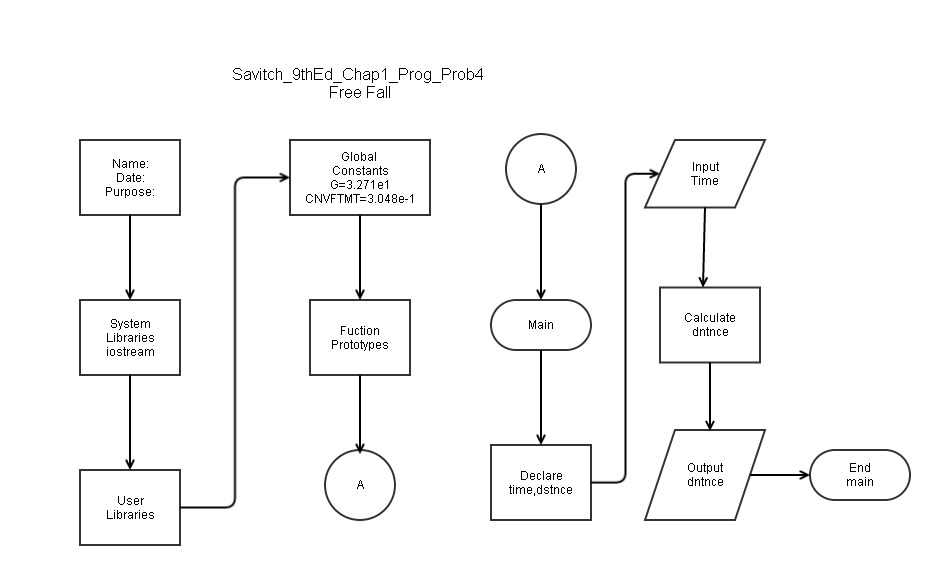 Savitch_9thEd_Chap1_Prog_Prob4
Free Fall
Name:
Date:
Purpose:
System
Libraries
iostream
User
Libraries
Global
Constants
G=3.271e1
CNVFTMT=3.048e-1
Fuction
Prototypes
A
A
Main
Declare
time,dstnce
Input
Time
Calculate
dntnce
Output
dntnce
End
main